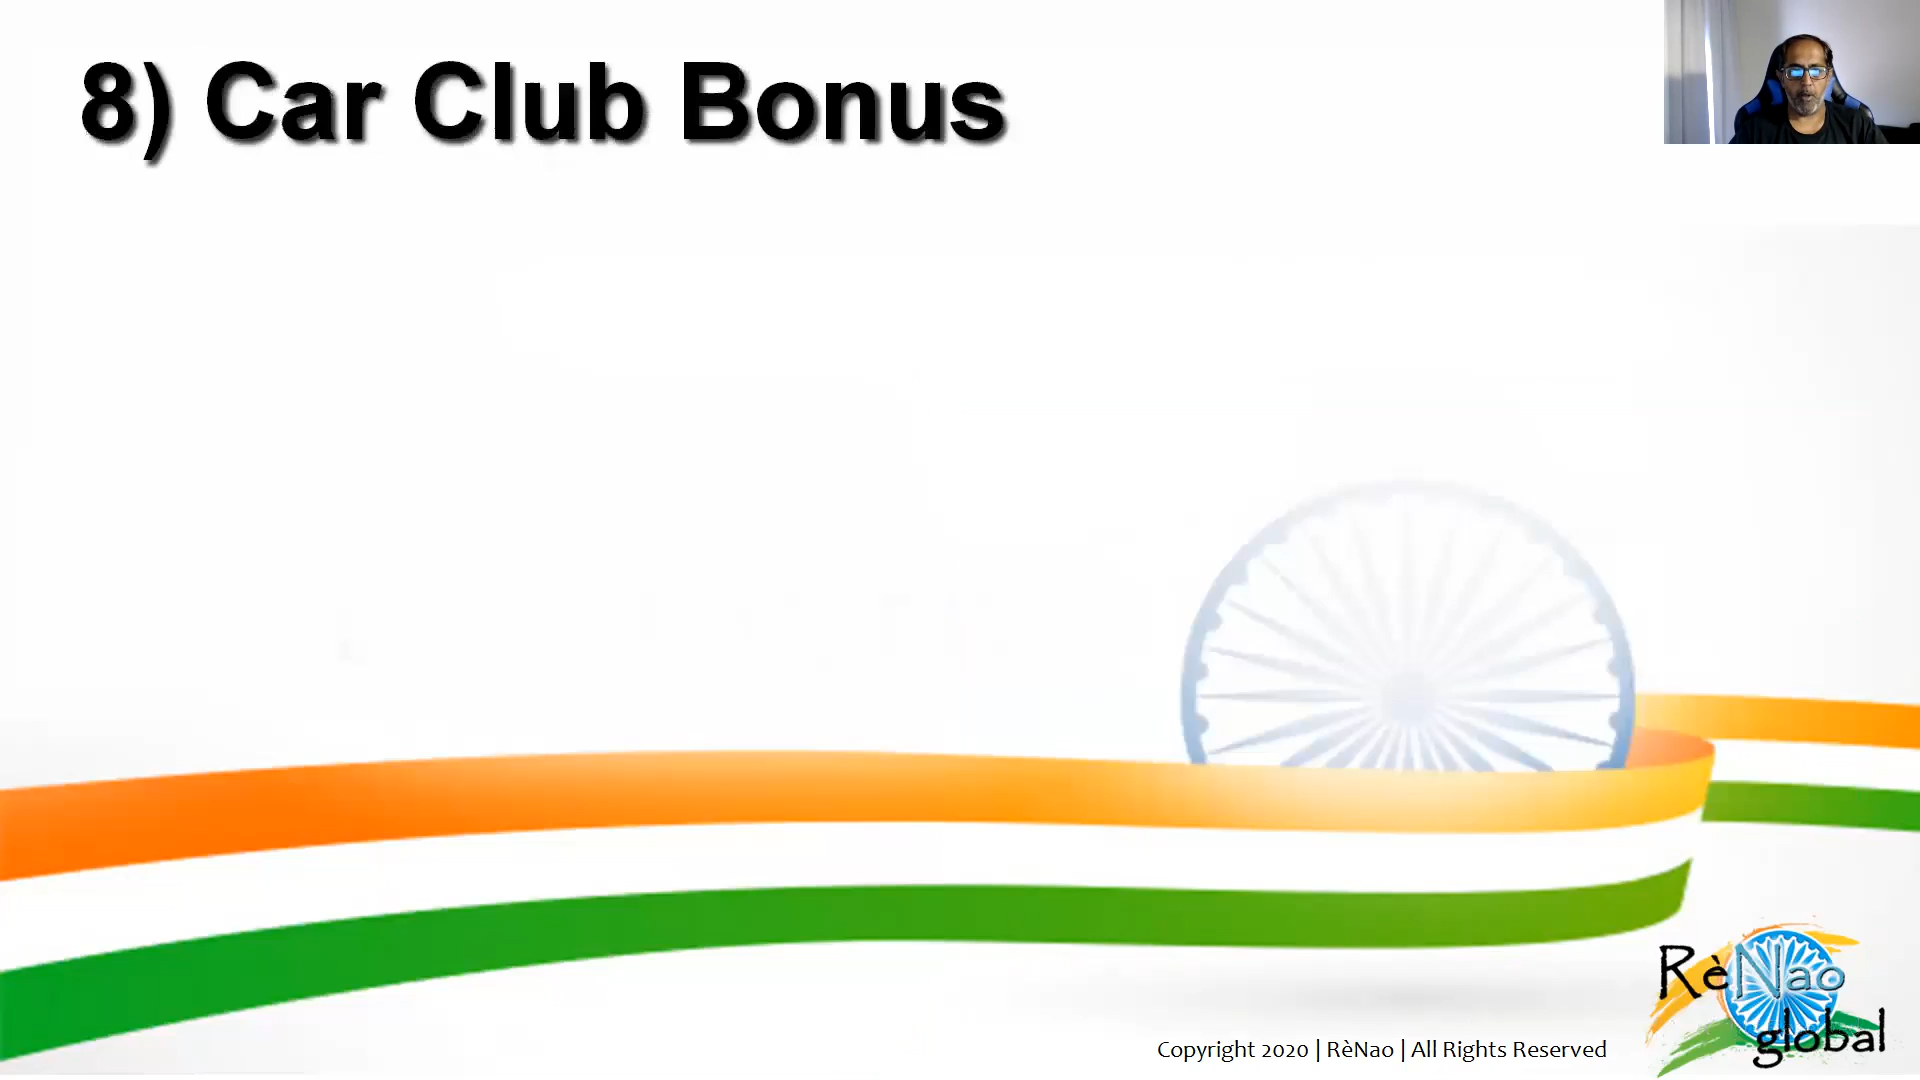 8) Car Club Bonus
RèNao
global
Copyright 2020 | RèNao | All Rights Reserved